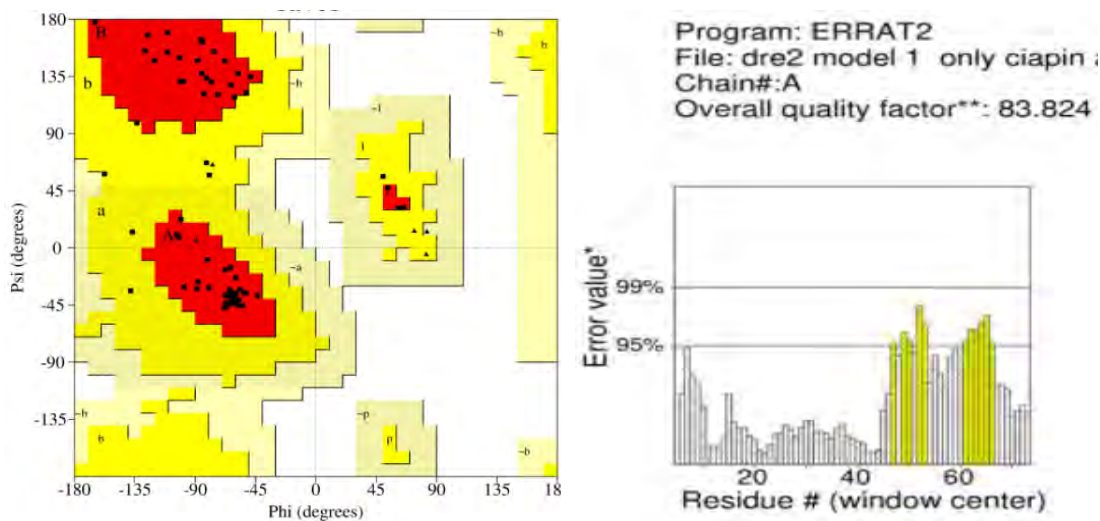 180
135
90
45
0
-45
-90
-135
-180
Psi (degrees)
B
b
a
A
l
~l
~b
~b
b
~a
~b
b
~p
p
~b
b
-180 -135 -90 -45 0 45 90 135 18
Phi (degrees)
Program: ERRAT2
File: dre2 model 1 only ciapin
Chain#:A
Overall quality factor**: 83.824
Error value*
99%
95%
20 40 60
Residue # (window center)